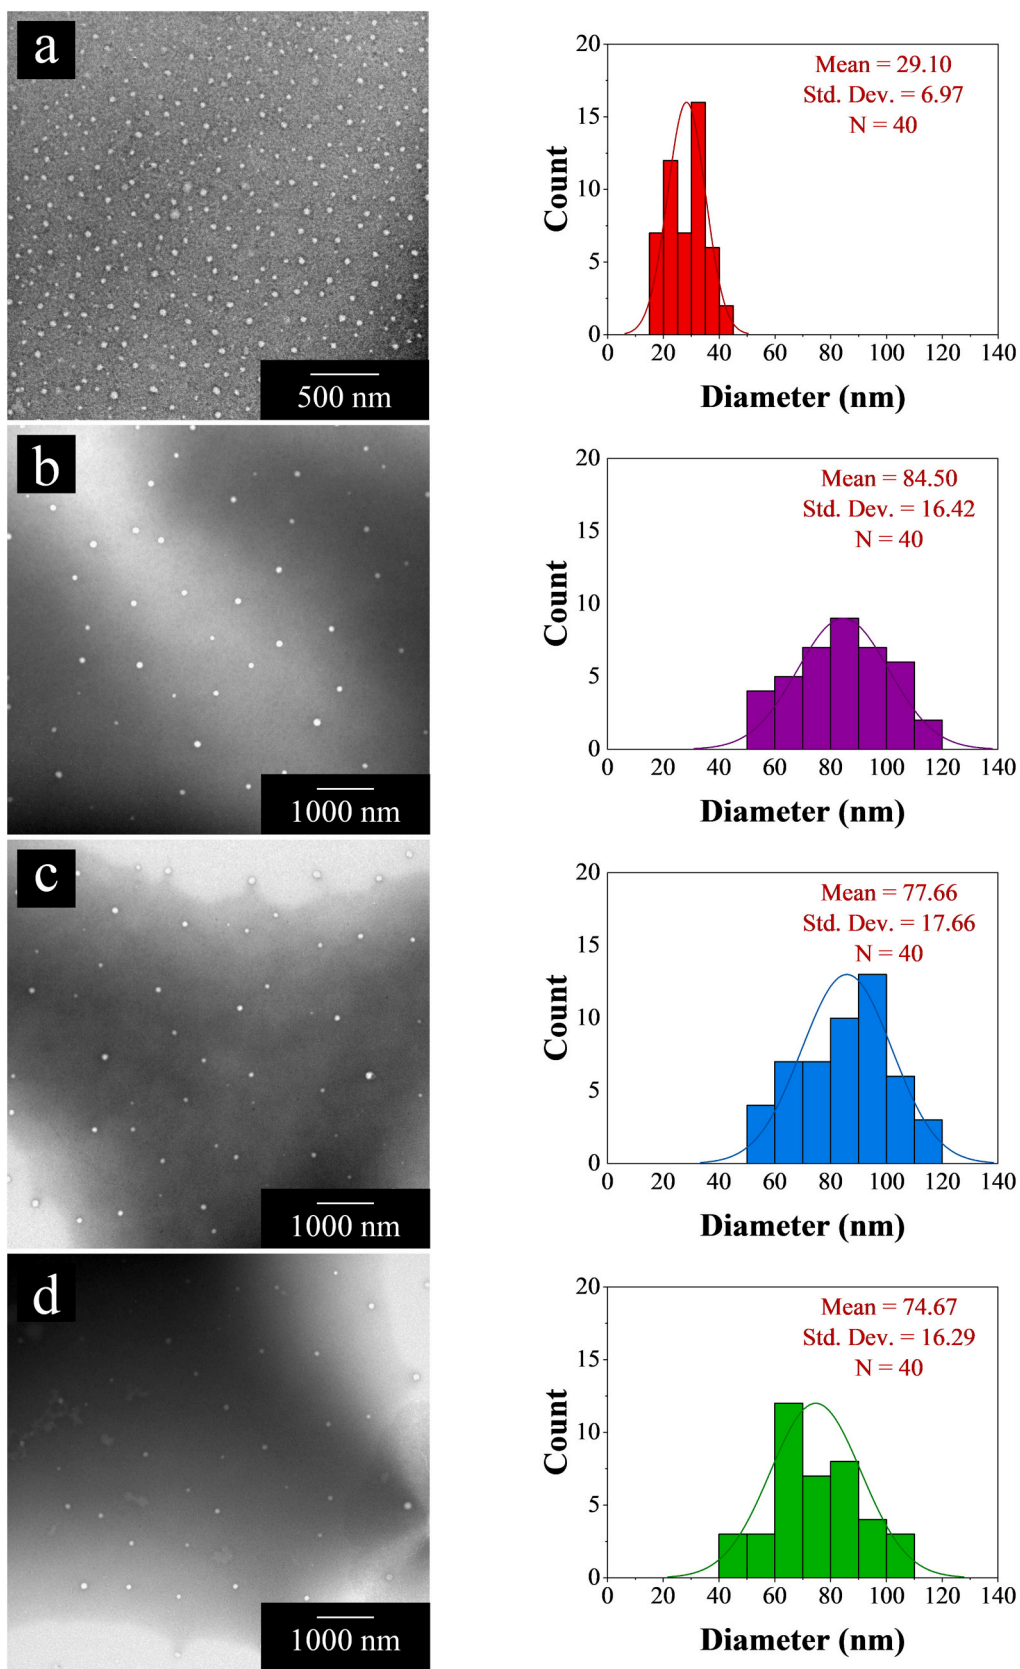 a
500 nm
20
15
10
5
0
Count
Mean = 29.10
Std. Dev. = 6.97
N = 40
0 20 40 60 80 100 120 140
Diameter (nm)
b
1000 nm
20
15
10
5
0
Count
Mean = 84.50
Std. Dev. = 16.42
N = 40
0 20 40 60 80 100 120 140
Diameter (nm)
c
1000 nm
20
15
10
5
0
Count
Mean = 77.66
Std. Dev. = 17.66
N = 40
0 20 40 60 80 100 120 140
Diameter (nm)
d
1000 nm
20
15
10
5
0
Count
Mean = 74.67
Std. Dev. = 16.29
N = 40
0 20 40 60 80 100 120 140
Diameter (nm)